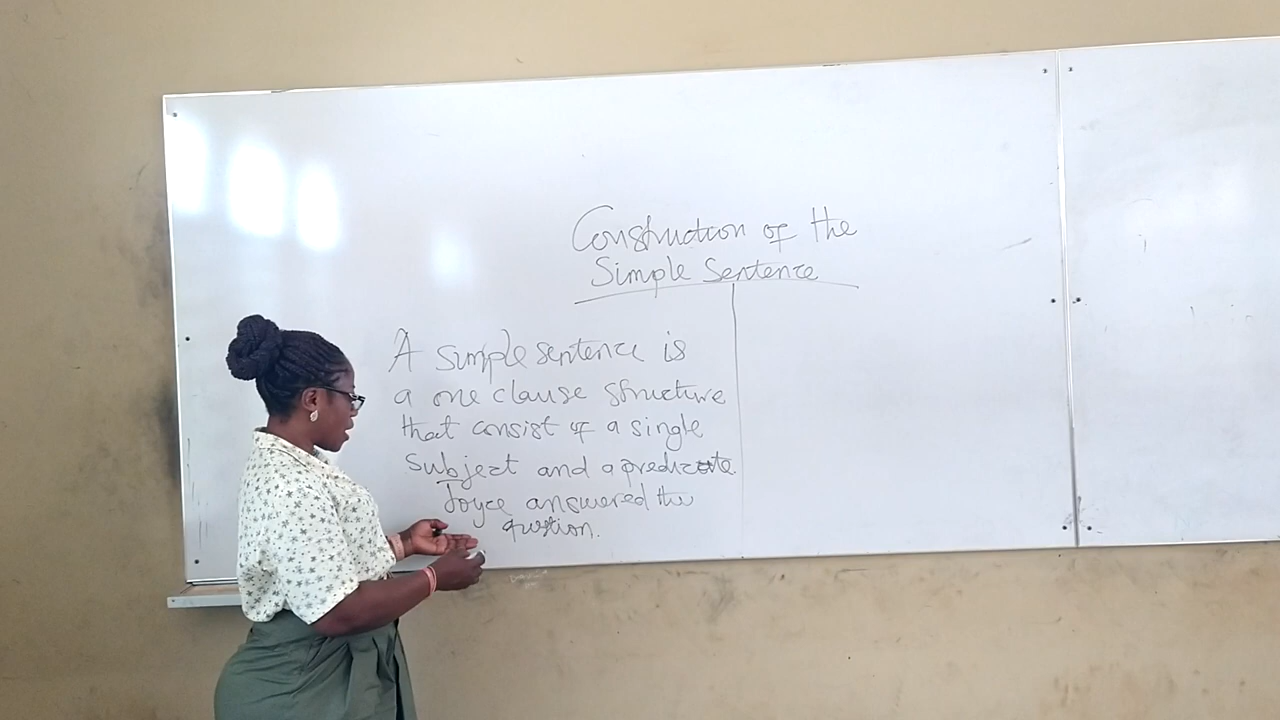 Construction of the
Simple Sentence
A simple sentence is
a one clause structure
that consist of a single
subject and a predicate.
Joyce answered the
question.